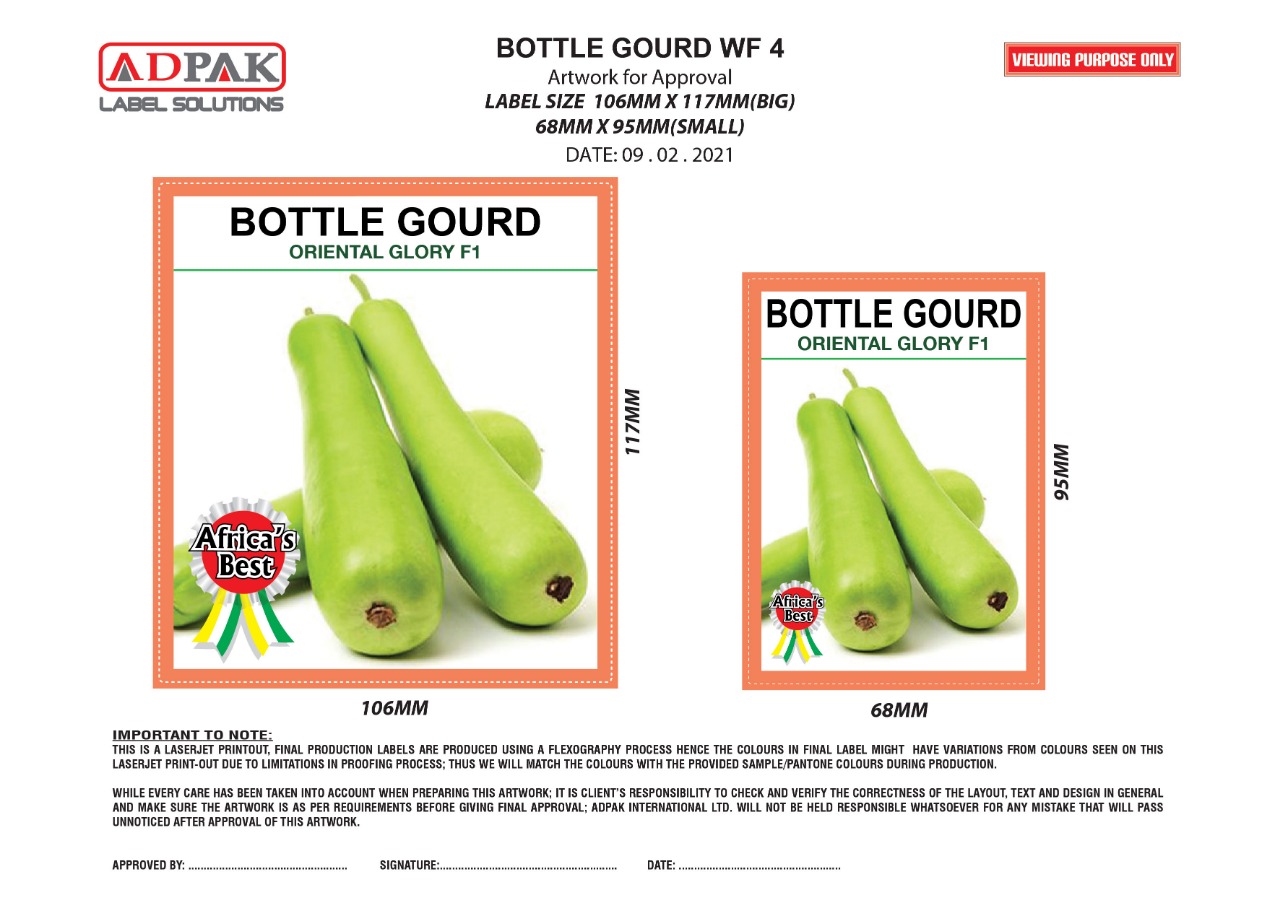 ADPAK
LABEL SOLUTIONS
BOTTLE GOURD WF 4
Artwork for Approval
LABEL SIZE 106MM X 117MM(BIG)
68MM X 95MM(SMALL)
DATE: 09 . 02 . 2021
VIEWING PURPOSE ONLY
BOTTLE GOURD
ORIENTAL GLORY F1
Africa's
Best
117MM
106MM
BOTTLE GOURD
ORIENTAL GLORY F1
Africa's
Best
95MM
68MM
IMPORTANT TO NOTE:
THIS IS A LASERJET PRINTOUT, FINAL PRODUCTION LABELS ARE PRODUCED USING A FLEXOGRAPHY PROCESS HENCE THE COLOURS IN FINAL LABEL MIGHT HAVE VARIATIONS FROM COLOURS SEEN ON THIS
LASERJET PRINT-OUT DUE TO LIMITATIONS IN PROOFING PROCESS; THUS WE WILL MATCH THE COLOURS WITH THE PROVIDED SAMPLE/PANTONE COLOURS DURING PRODUCTION.
WHILE EVERY CARE HAS BEEN TAKEN INTO ACCOUNT WHEN PREPARING THIS ARTWORK; IT IS CLIENT'S RESPONSIBILITY TO CHECK AND VERIFY THE CORRECTNESS OF THE LAYOUT, TEXT AND DESIGN IN GENERAL
AND MAKE SURE THE ARTWORK IS AS PER REQUIREMENTS BEFORE GIVING FINAL APPROVAL; ADPAK INTERNATIONAL LTD. WILL NOT BE HELD RESPONSIBLE WHATSOEVER FOR ANY MISTAKE THAT WILL PASS
UNNOTICED AFTER APPROVAL OF THIS ARTWORK.
APPROVED BY: .................................................... SIGNATURE:.......................................................... DATE: .....................................................